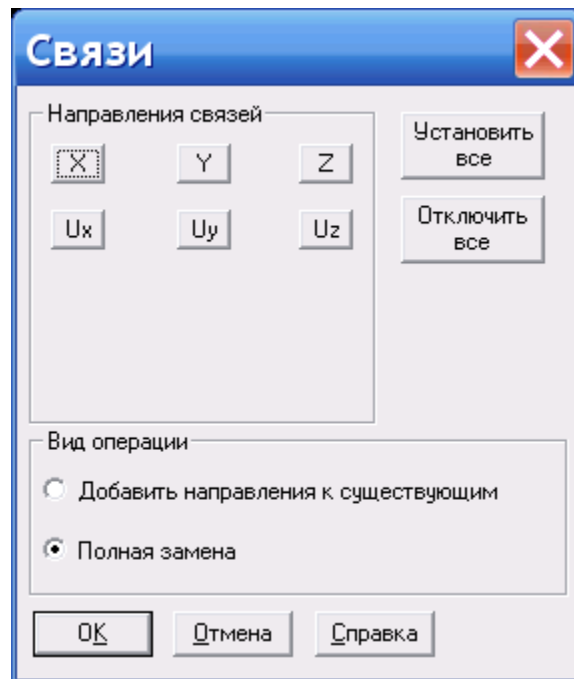 Связи
Направления связей
X Y Z
Ux Uy Uz
Установить
все
Отключить
все
Вид операции
Добавить направления к существующим
Полная замена
OK Отмена Справка